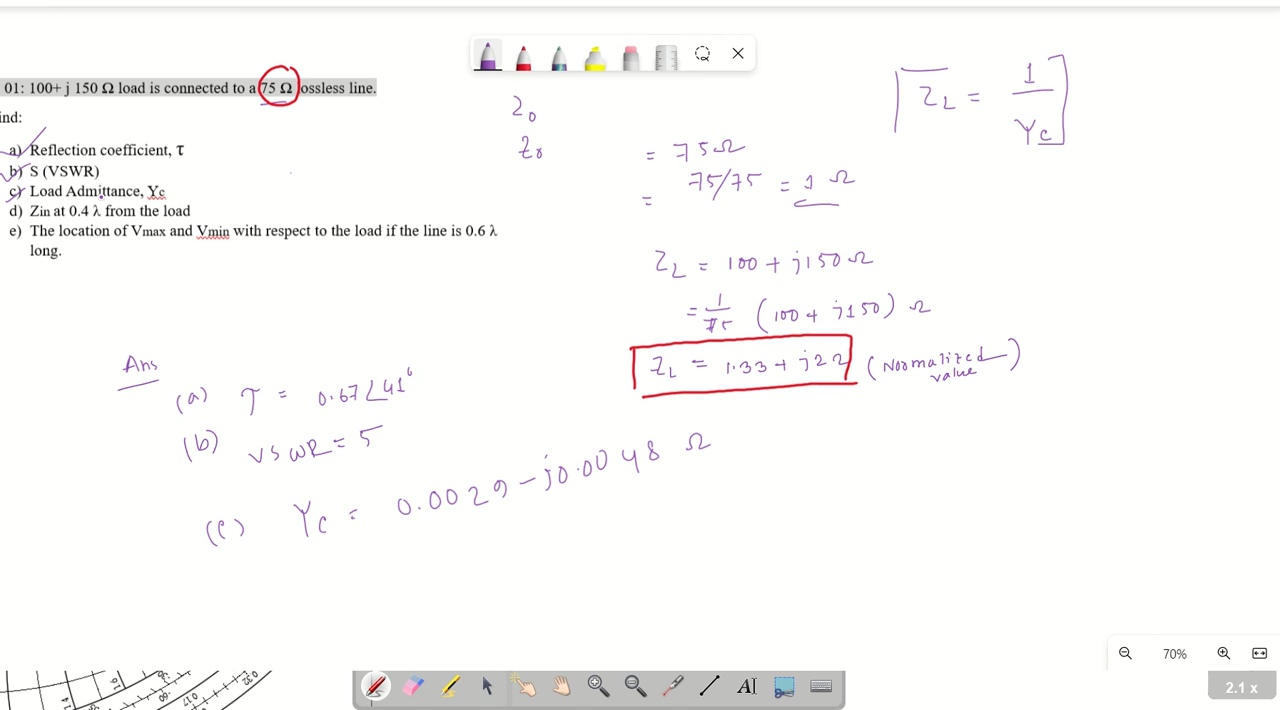 01: 100+ j 150 Ω load is connected to a 75 Ω lossless line.
ind:
a) Reflection coefficient, τ
b) S (VSWR)
c) Load Admittance, Yc
d) Zin at 0.4 λ from the load
e) The location of Vmax and Vmin with respect to the load if the line is 0.6 λ
long.
Z0
Z0 = 75Ω
= 75/75 = 1 Ω
ZL = 1/Yc
ZL = 100 + j150 Ω
= 1/75 (100 + j150) Ω
ZL = 1.33 + j2Ω (Normalized value)
Ans
(a) τ = 0.67∠41°
(b) VSWR = 5
(c) Yc = 0.0029 - j0.0048 Ω
70%
AI
2.1 x